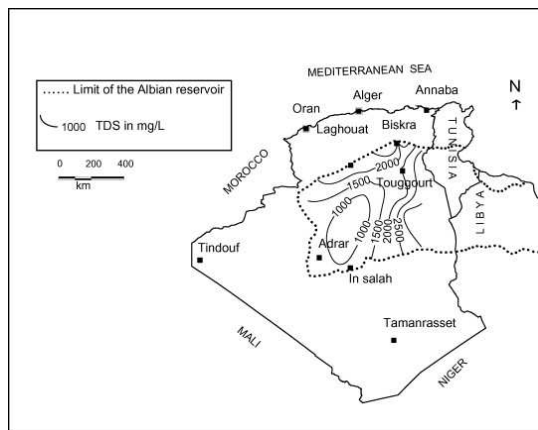 MEDITERRANEAN SEA
Limit of the Albian reservoir
1000 TDS in mg/L
0 200 400
km
N
Alger
Annaba
Oran
Biskra
Laghouat
TUNISIA
MOROCCO
2000
1500
Touggourt
1000
1000
1500
2000
2500
LIBYA
Tindouf
Adrar
In salah
Tamanrasset
MALI
NIGER